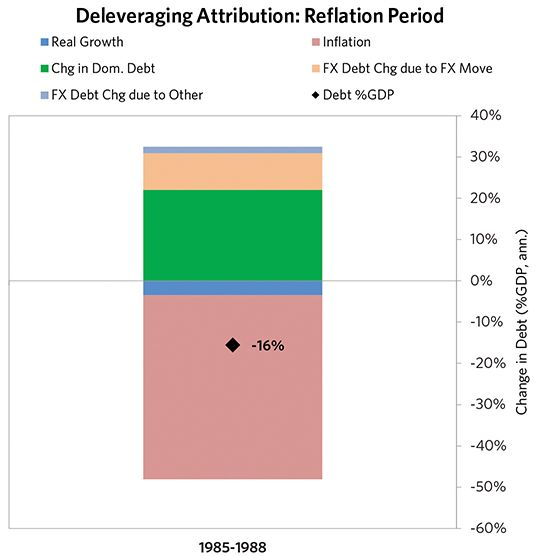 Deleveraging Attribution: Reflation Period
Real Growth
Inflation
Chg in Dom. Debt
FX Debt Chg due to FX Move
FX Debt Chg due to Other
Debt %GDP
40%
30%
20%
10%
0%
-10%
-20%
-30%
-40%
-50%
-60%
Change in Debt (%GDP, ann.)
-16%
1985-1988